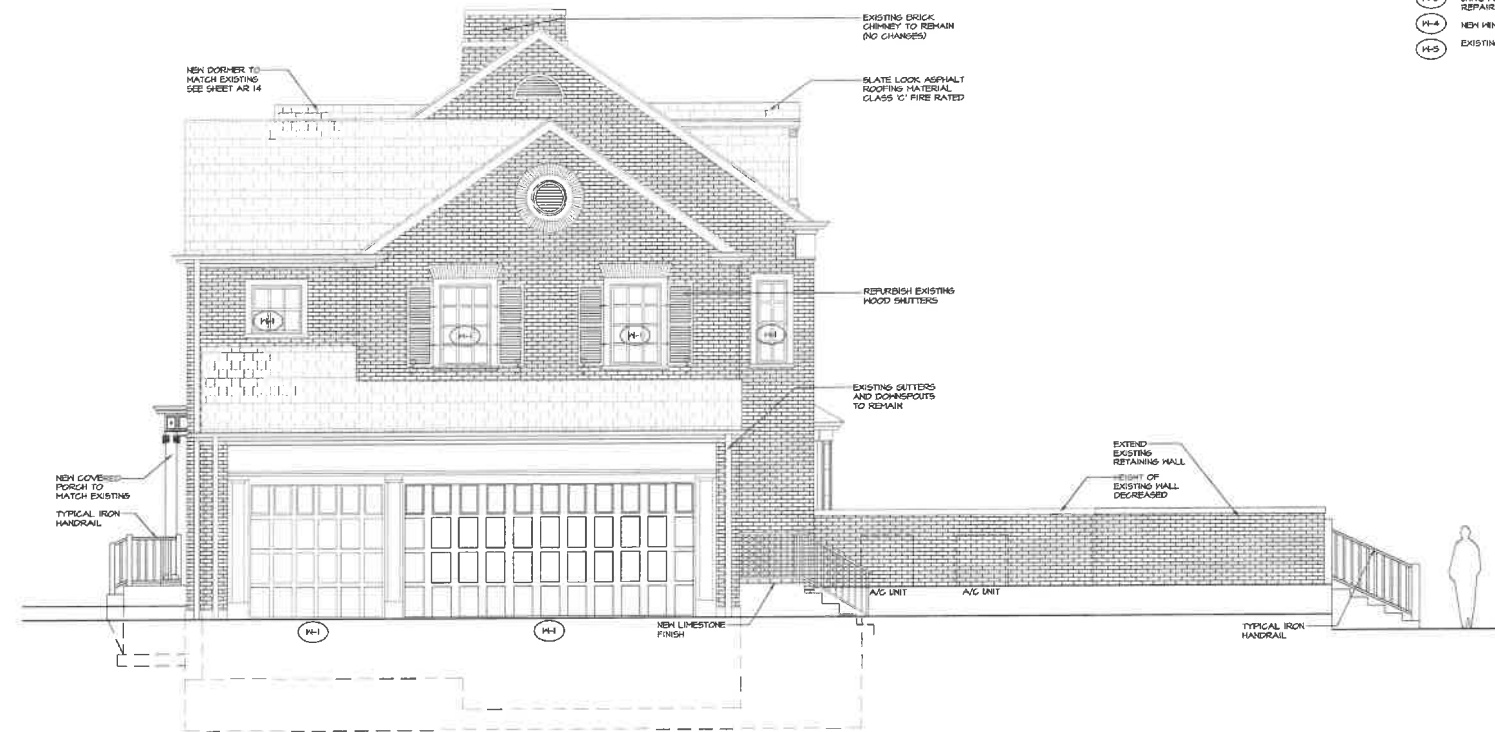 EXISTING BRICK
CHIMNEY TO REMAIN
(NO CHANGES)
REPAIR
W-4 NEW WIN
W-5 EXISTIN
NEW DORMER TO
MATCH EXISTING
SEE SHEET AR 14
SLATE LOOK ASPHALT
ROOFING MATERIAL
CLASS 'C' FIRE RATED
REFURBISH EXISTING
WOOD SHUTTERS
W-1
W-1
W-1
W-1
EXISTING GUTTERS
AND DOWNSPOUTS
TO REMAIN
EXTEND
EXISTING
RETAINING WALL
HEIGHT OF
EXISTING WALL
DECREASED
NEW COVERED
PORCH TO
MATCH EXISTING
TYPICAL IRON
HANDRAIL
A/C UNIT
A/C UNIT
NEW LIMESTONE
FINISH
W-1
W-1
TYPICAL IRON
HANDRAIL